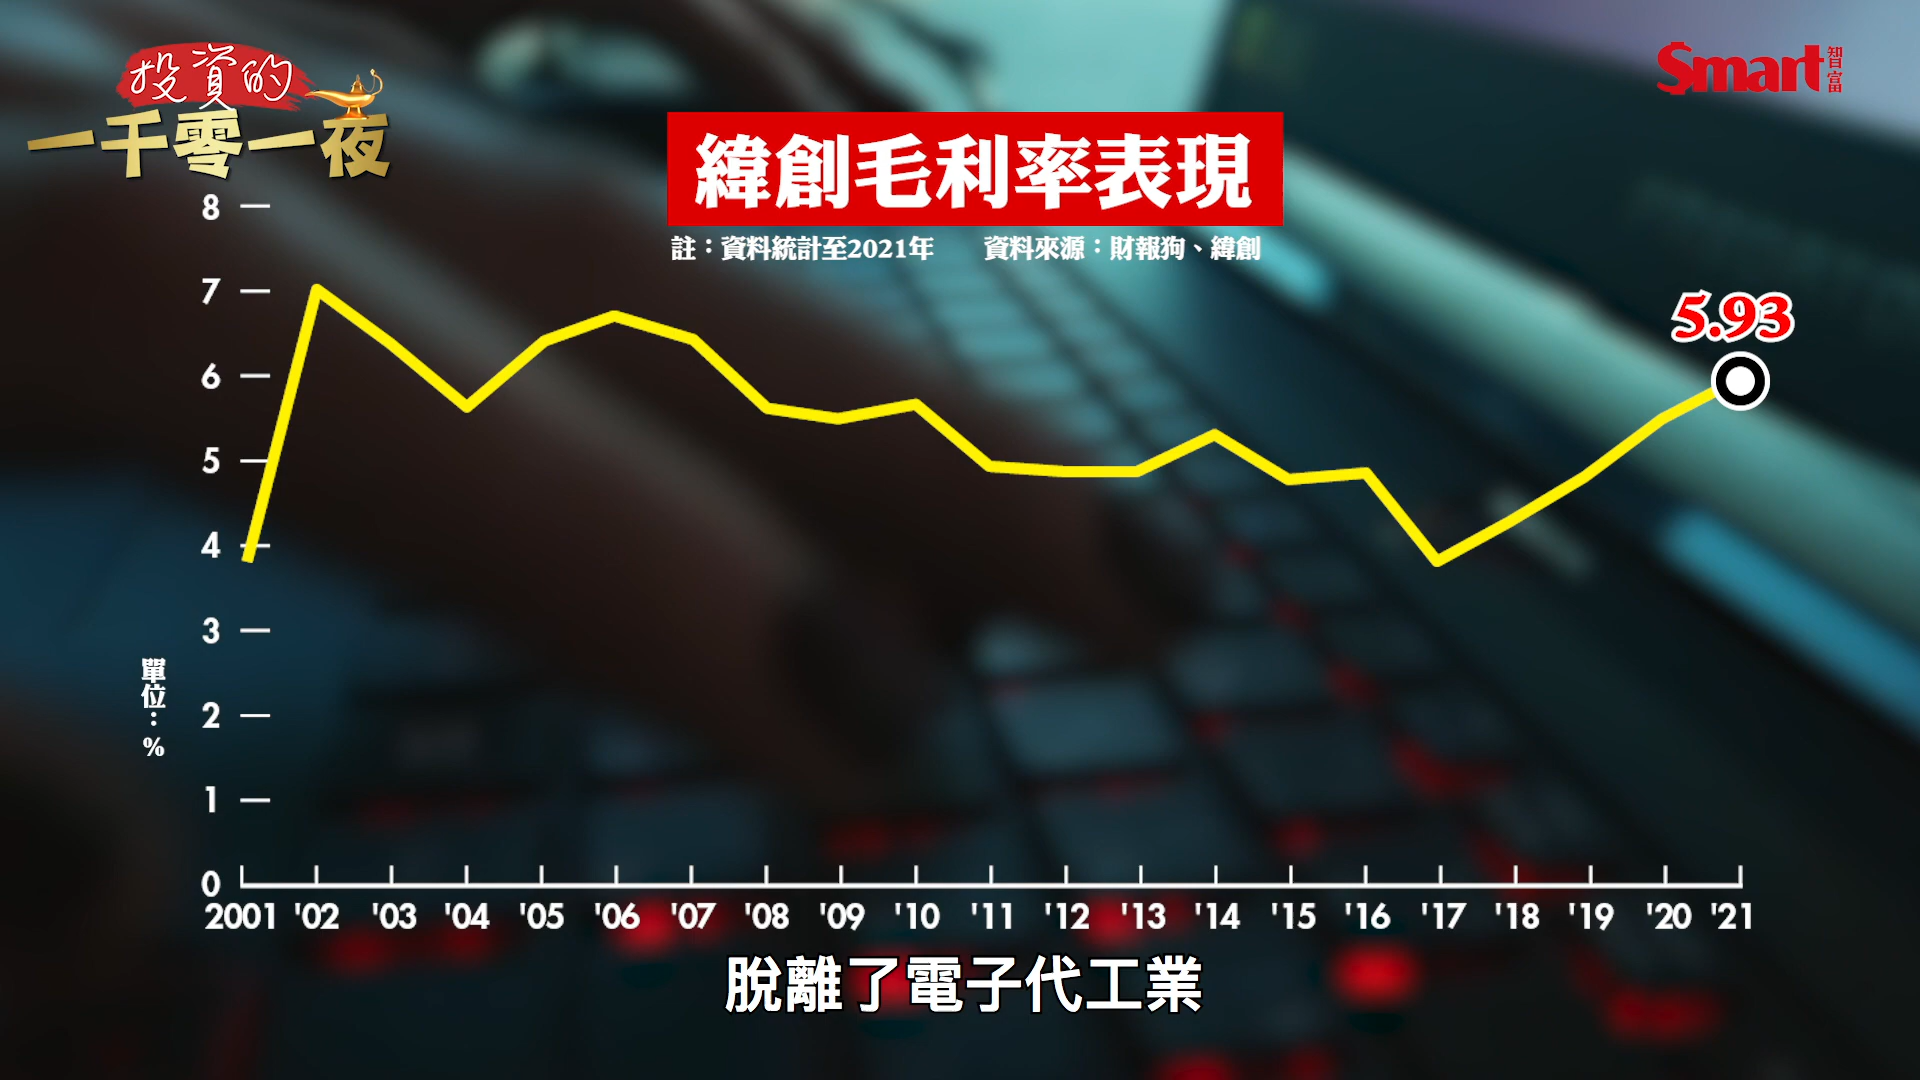 投資的
一千零一夜
Smart智富
緯創毛利率表現
註：資料統計至2021年 資料來源：財報狗、緯創
8
7
6
5
4
3
2
1
0
單位：%
5.93
2001 '02 '03 '04 '05 '06 '07 '08 '09 '10 '11 '12 '13 '14 '15 '16 '17 '18 '19 '20 '21
脫離了電子代工業